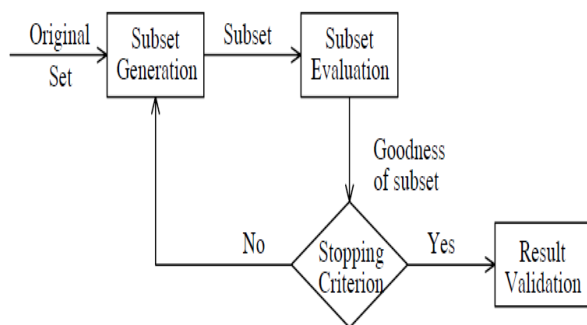 Original
Set
Subset
Generation
Subset
Subset
Evaluation
Goodness
of subset
No
Stopping
Criterion
Yes
Result
Validation